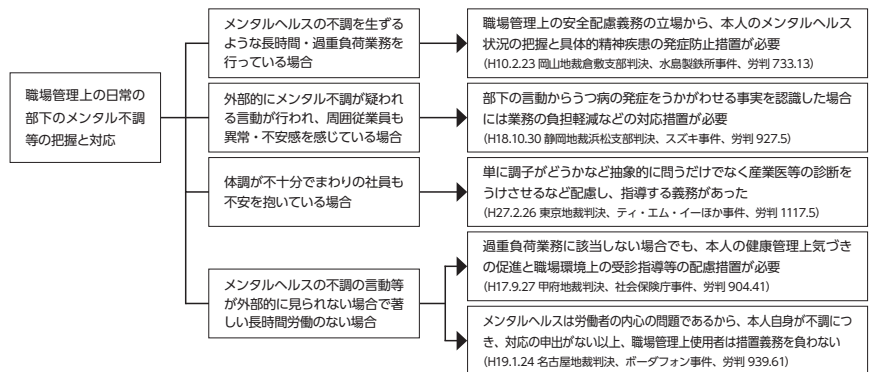 職場管理上の日常の
部下のメンタル不調
等の把握と対応
メンタルヘルスの不調を生ずる
ような長時間・過重負荷業務を
行っている場合
職場管理上の安全配慮義務の立場から、本人のメンタルヘルス
状況の把握と具体的精神疾患の発症防止措置が必要
(H10.2.23 岡山地裁倉敷支部判決、水島製鉄所事件、労判 733.13)
外部的にメンタル不調が疑われ
る言動が行われ、周囲従業員も
異常・不安感を感じている場合
部下の言動からうつ病の発症をうかがわせる事実を認識した場合
には業務の負担軽減などの対応措置が必要
(H18.10.30 静岡地裁浜松支部判決、スズキ事件、労判 927.5)
体調が不十分でまわりの社員も
不安を抱いている場合
単に調子がどうかなど抽象的に問うだけでなく産業医等の診断を
うけさせるなど配慮し、指導する義務があった
(H27.2.26 東京地裁判決、ティ・エム・イーほか事件、労判 1117.5)
メンタルヘルスの不調の言動等
が外部的に見られない場合で著
しい長時間労働のない場合
過重負荷業務に該当しない場合でも、本人の健康管理上気づき
の促進と職場環境上の受診指導等の配慮措置が必要
(H17.9.27 甲府地裁判決、社会保険庁事件、労判 904.41)
メンタルヘルスは労働者の内心の問題であるから、本人自身が不調につ
き、対応の申出がない以上、職場管理上使用者は措置義務を負わない
(H19.1.24 名古屋地裁判決、ボーダフォン事件、労判 939.61)